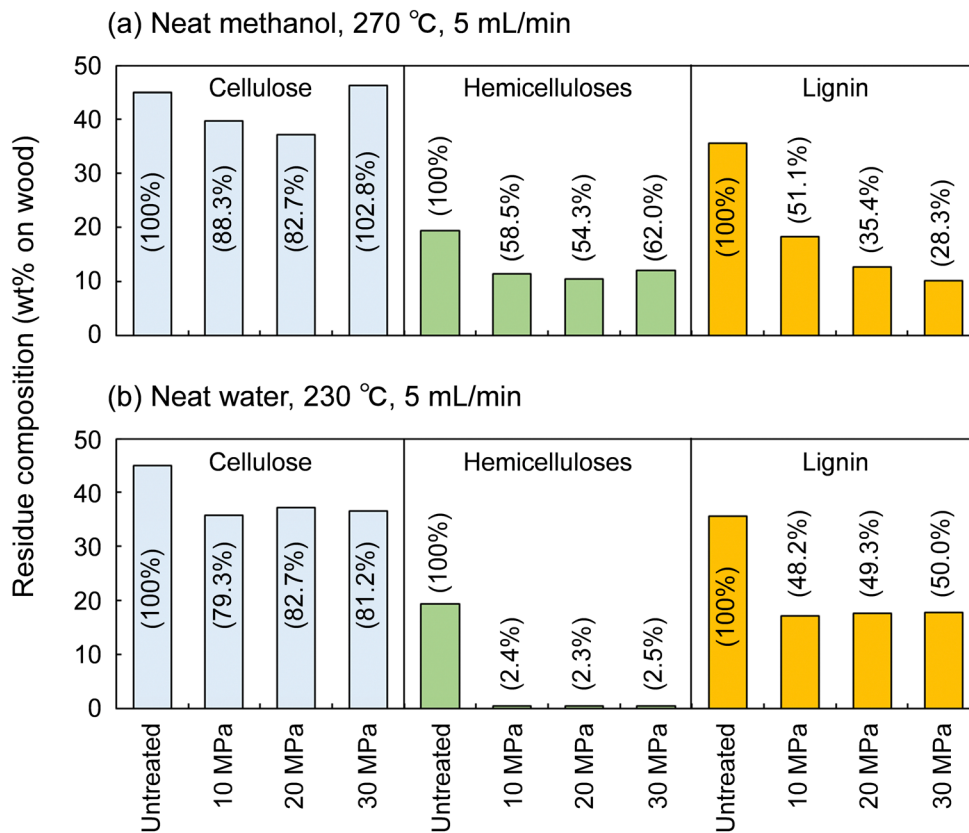 (a) Neat methanol, 270 ℃, 5 mL/min
Residue composition (wt% on wood)
50
40
30
20
10
0
Cellulose
Hemicelluloses
Lignin
(100%)
(88.3%)
(82.7%)
(102.8%)
(100%)
(58.5%)
(54.3%)
(62.0%)
(100%)
(51.1%)
(35.4%)
(28.3%)
(b) Neat water, 230 ℃, 5 mL/min
50
40
30
20
10
0
Cellulose
Hemicelluloses
Lignin
(100%)
(79.3%)
(82.7%)
(81.2%)
(100%)
(2.4%)
(2.3%)
(2.5%)
(100%)
(48.2%)
(49.3%)
(50.0%)
Untreated
10 MPa
20 MPa
30 MPa
Untreated
10 MPa
20 MPa
30 MPa
Untreated
10 MPa
20 MPa
30 MPa